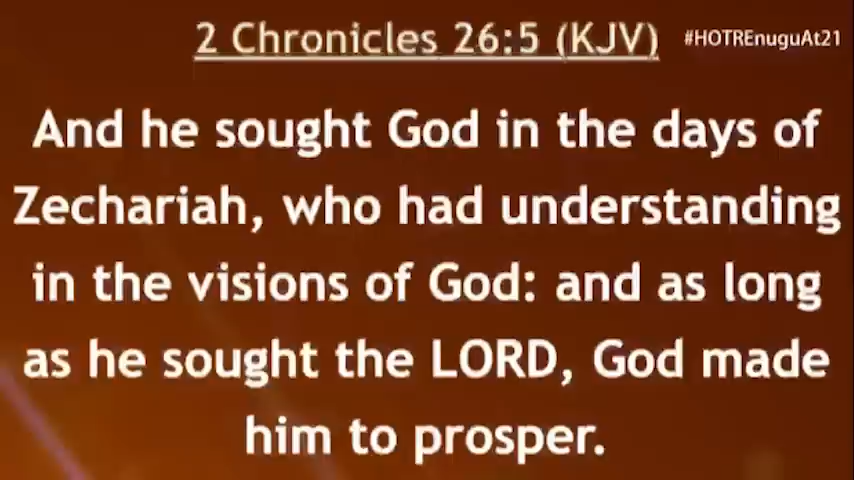 2 Chronicles 26:5 (KJV)
#HOTREnuguAt21
And he sought God in the days of
Zechariah, who had understanding
in the visions of God: and as long
as he sought the LORD, God made
him to prosper.